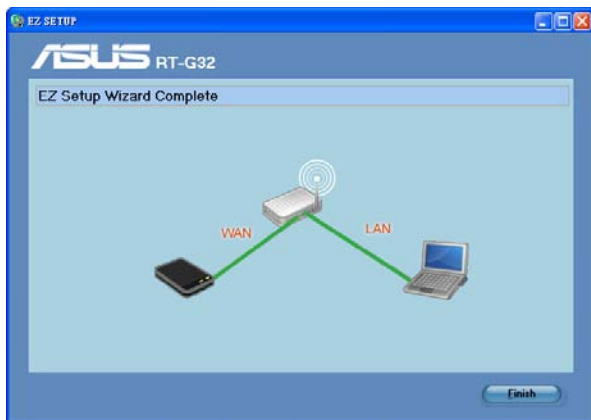 EZ SETUP
ASUS RT-G32
EZ Setup Wizard Complete
WAN
LAN
Finish